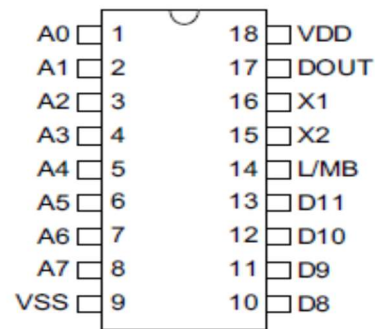 A0 1 18 VDD
A1 2 17 DOUT
A2 3 16 X1
A3 4 15 X2
A4 5 14 L/MB
A5 6 13 D11
A6 7 12 D10
A7 8 11 D9
VSS 9 10 D8